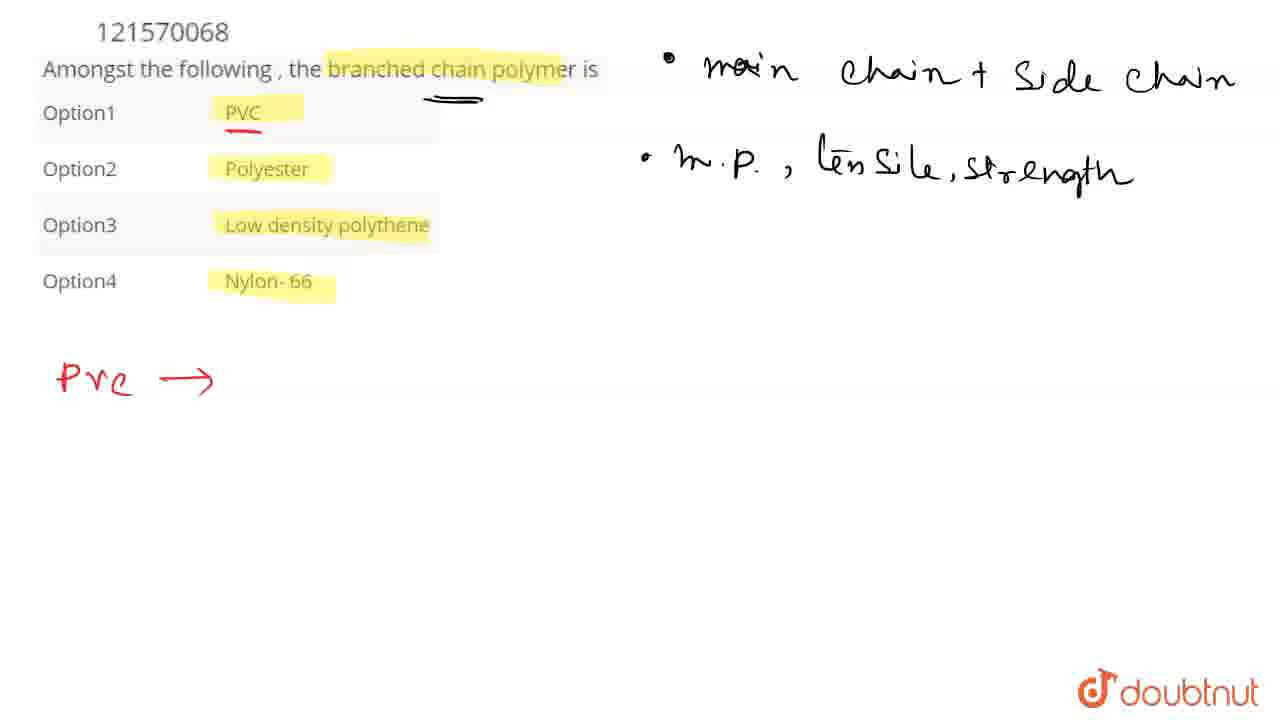 121570068
Amongst the following , the branched chain polymer is
Option1 PVC
Option2 Polyester
Option3 Low density polythene
Option4 Nylon- 66
• main chain + side chain
• m.p., tensile, strength
PVC →
doubtnut